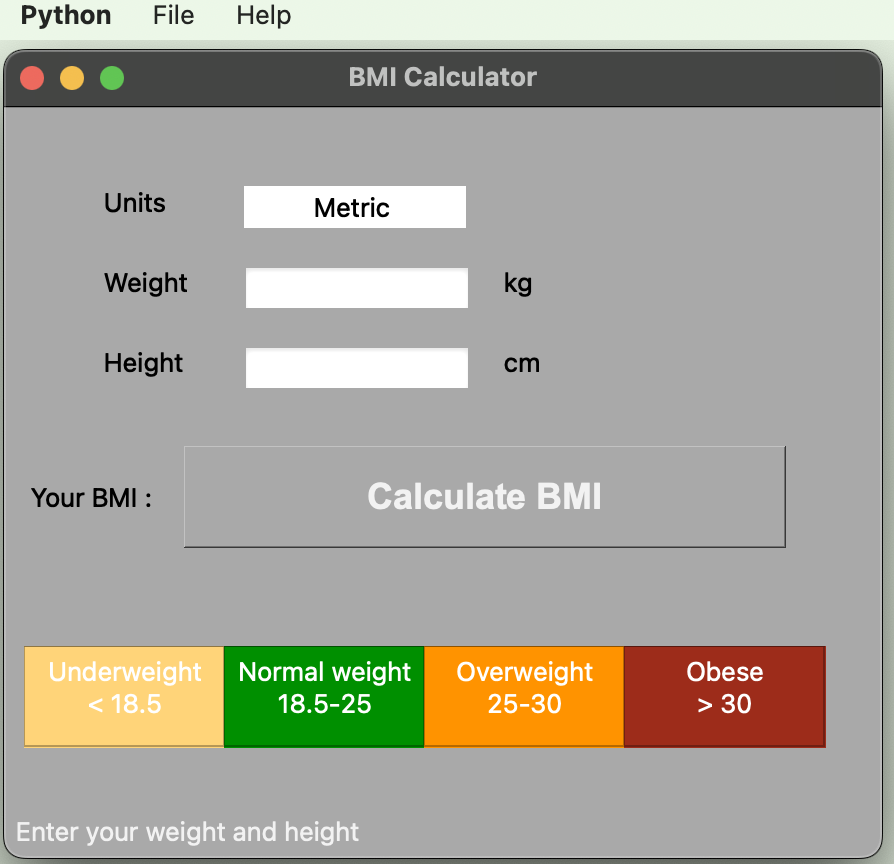 Python File Help
BMI Calculator
Units Metric
Weight kg
Height cm
Your BMI : Calculate BMI
Underweight Normal weight Overweight Obese
< 18.5 18.5-25 25-30 > 30
Enter your weight and height